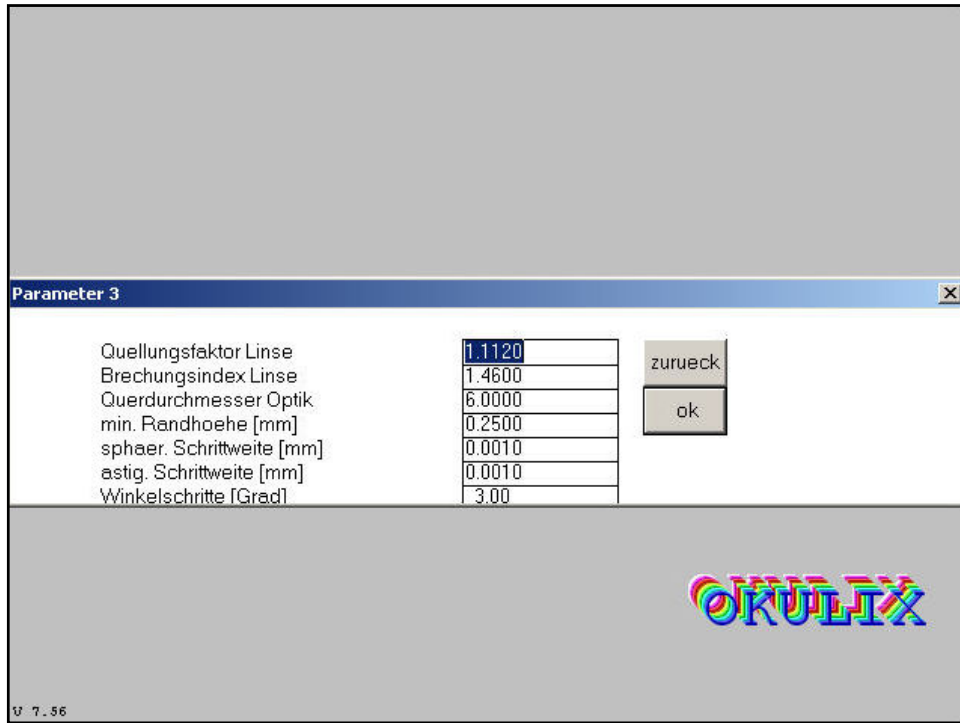 Parameter 3
Quellungsfaktor Linse 1.1120
zurueck
Brechungsindex Linse 1.4600
Querdurchmesser Optik 6.0000
ok
min. Randhoehe [mm] 0.2500
sphaer. Schrittweite [mm] 0.0010
astig. Schrittweite [mm] 0.0010
Winkelschritte [Grad] 3.00
OKULIX
V 7.56